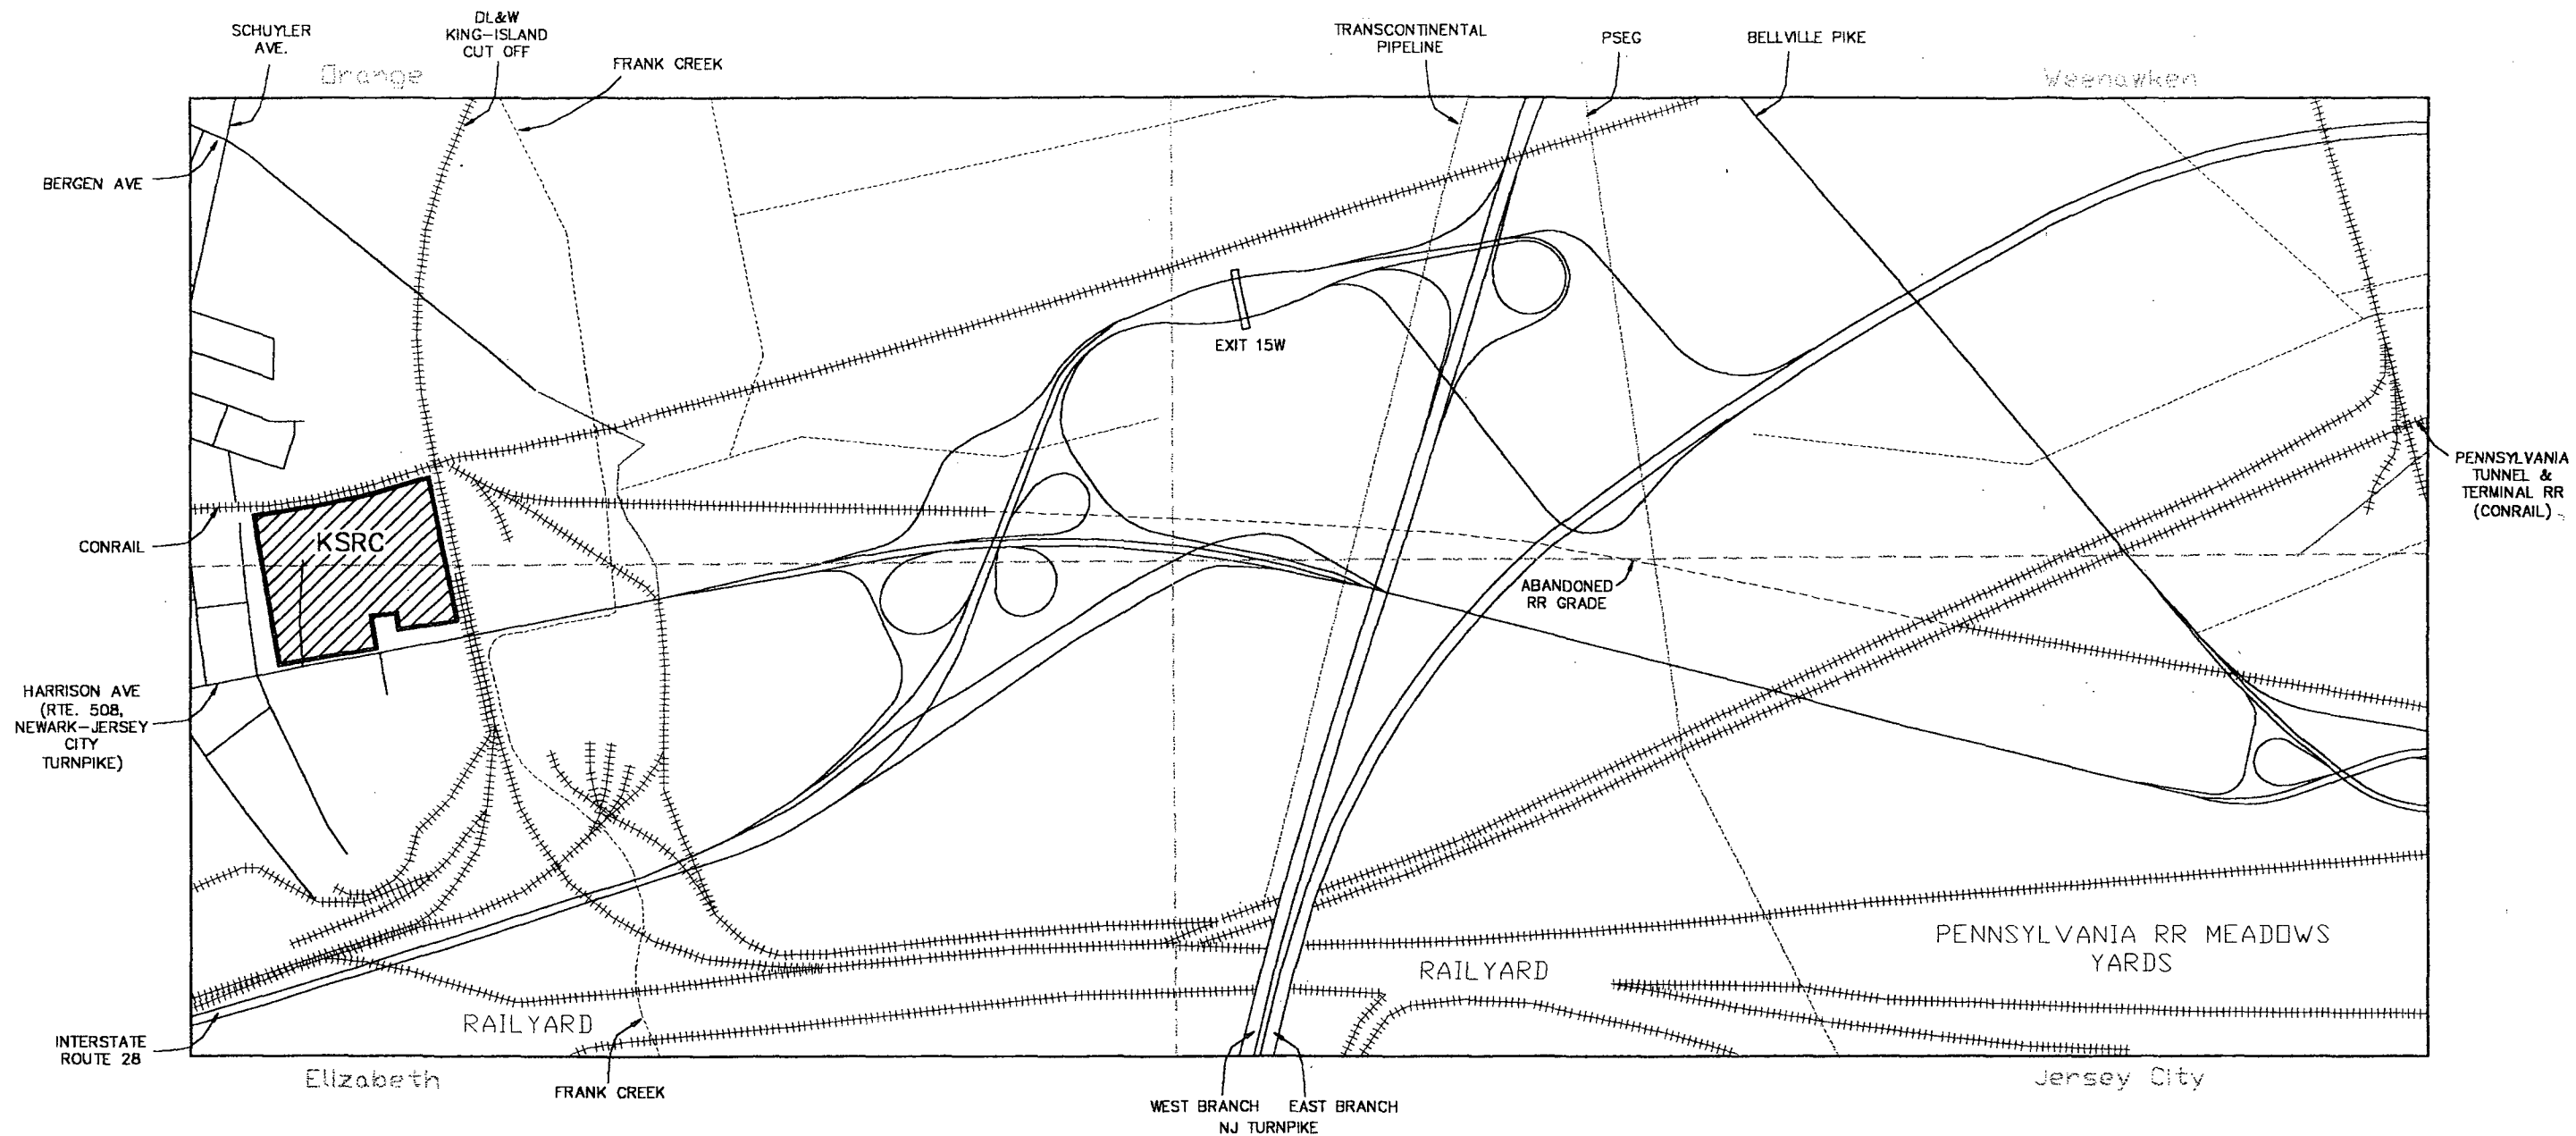 SCHUYLER
AVE.
DL&W
KING-ISLAND
CUT OFF
FRANK CREEK
TRANSCONTINENTAL
PIPELINE
PSEG
BELLVILLE PIKE
Orange
Weehawken
BERGEN AVE
EXIT 15W
CONRAIL
KSRC
PENNSYLVANIA
TUNNEL &
TERMINAL RR
(CONRAIL)
ABANDONED
RR GRADE
HARRISON AVE
(RTE. 508,
NEWARK-JERSEY
CITY
TURNPIKE)
PENNSYLVANIA RR MEADOWS
YARDS
RAILYARD
RAILYARD
INTERSTATE
ROUTE 28
Elizabeth
FRANK CREEK
WEST BRANCH
EAST BRANCH
NJ TURNPIKE
Jersey City